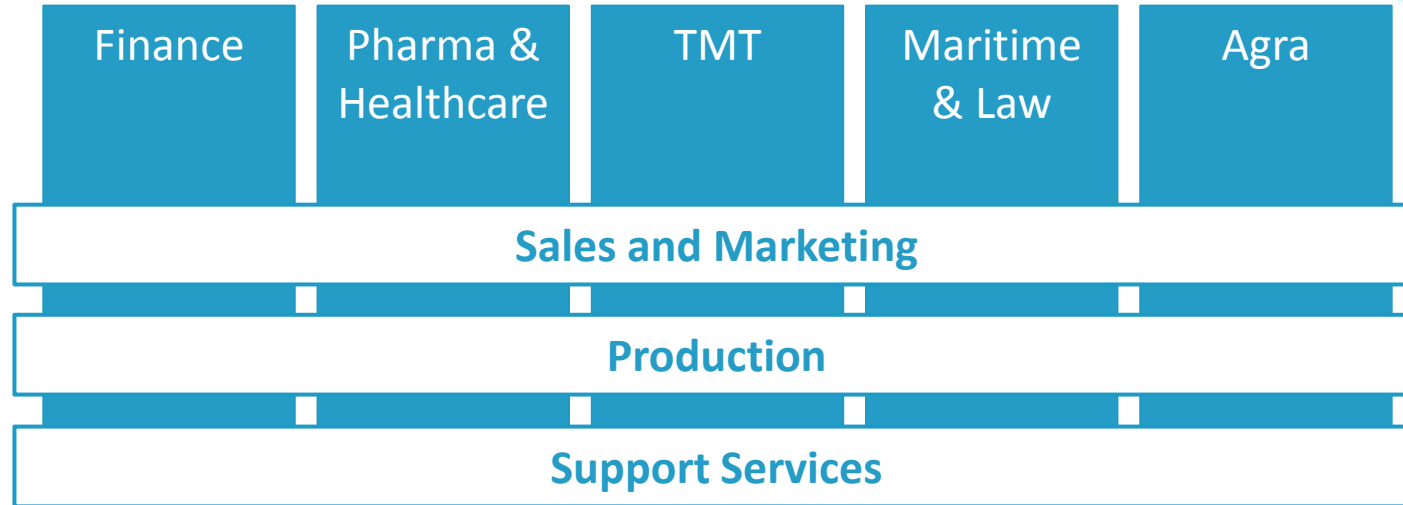 Finance
Pharma &
Healthcare
TMT
Maritime
& Law
Agra
Sales and Marketing
Production
Support Services